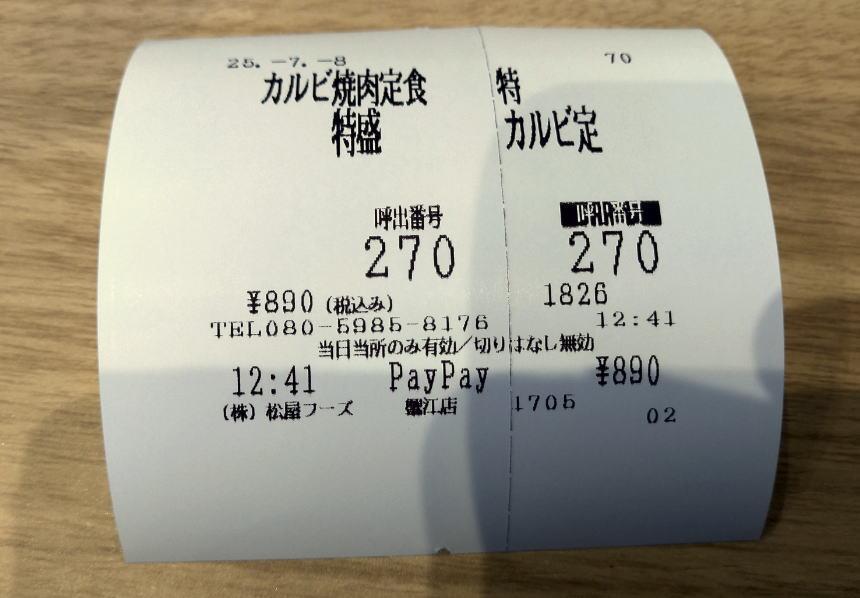 25.-7.-8 70
カルビ焼肉定食 特
特盛 カルビ定
呼出番号 呼出番号
270 270
¥890(税込み) 1826
TEL080-5985-8176 12:41
当日当所のみ有効/切りはなし無効
12:41 PayPay ¥890
(株)松屋フーズ 蟹江店 1705 02